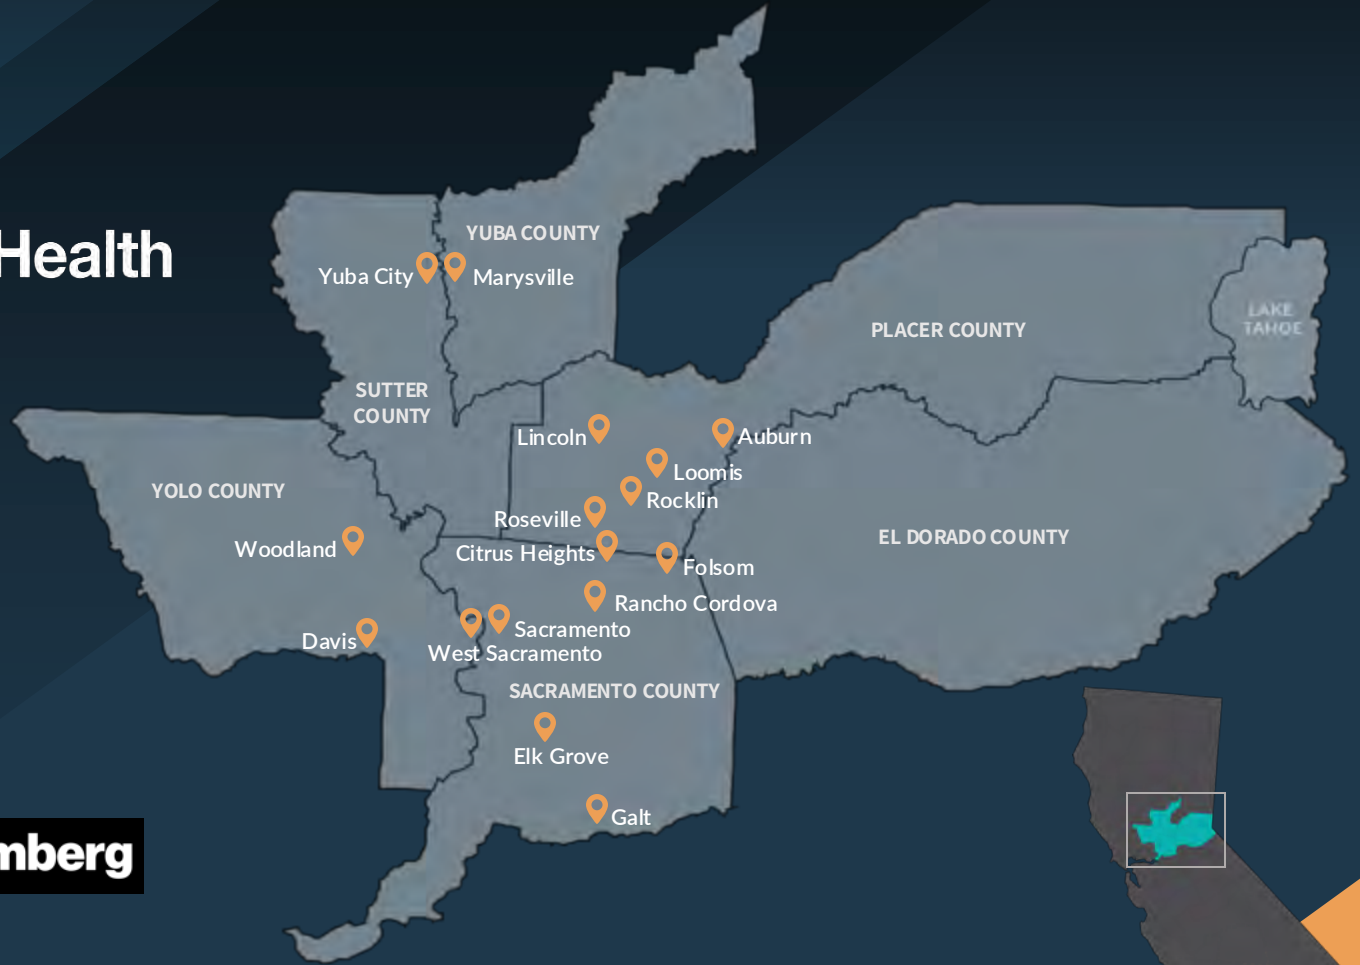 Health
YUBA COUNTY
Yuba City
Marysville
PLACER COUNTY
LAKE
TAHOE
SUTTER
COUNTY
Lincoln
Auburn
Loomis
YOLO COUNTY
Rocklin
Roseville
EL DORADO COUNTY
Woodland
Citrus Heights
Folsom
Rancho Cordova
Davis
Sacramento
West Sacramento
SACRAMENTO COUNTY
Elk Grove
Galt
mberg